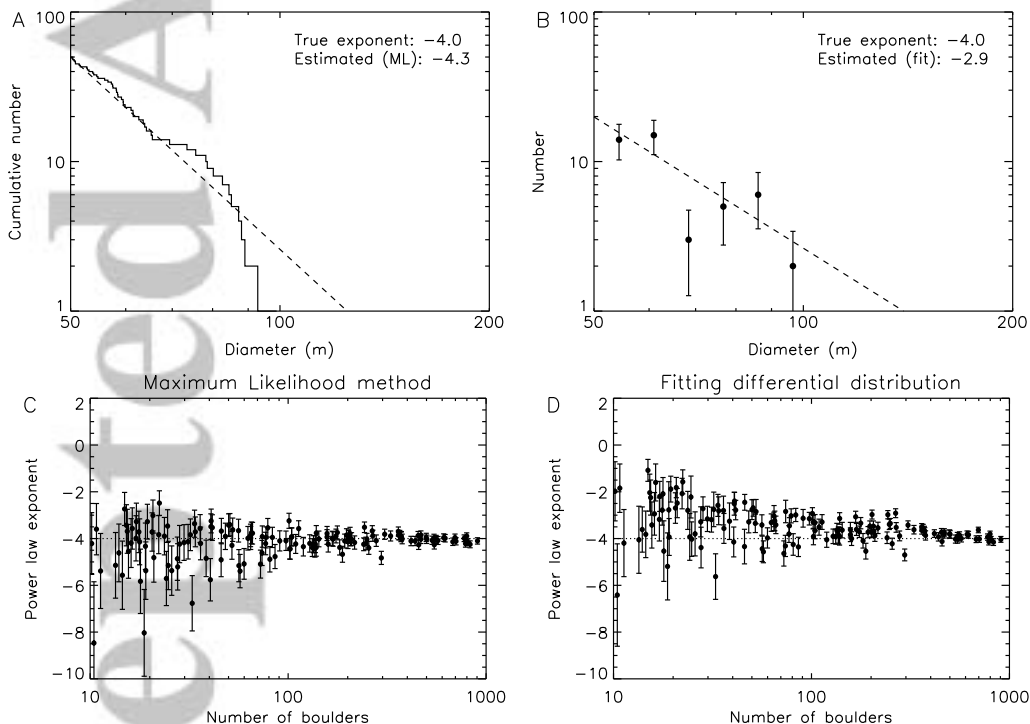 A
100
10
1
50
100
200
Cumulative number
Diameter (m)
True exponent: −4.0
Estimated (ML): −4.3
B
100
10
1
50
100
200
Number
Diameter (m)
True exponent: −4.0
Estimated (fit): −2.9
Maximum Likelihood method
C
2
0
−2
−4
−6
−8
−10
10
100
1000
Power law exponent
Number of boulders
Fitting differential distribution
D
2
0
−2
−4
−6
−8
−10
10
100
1000
Power law exponent
Number of boulders
epted A